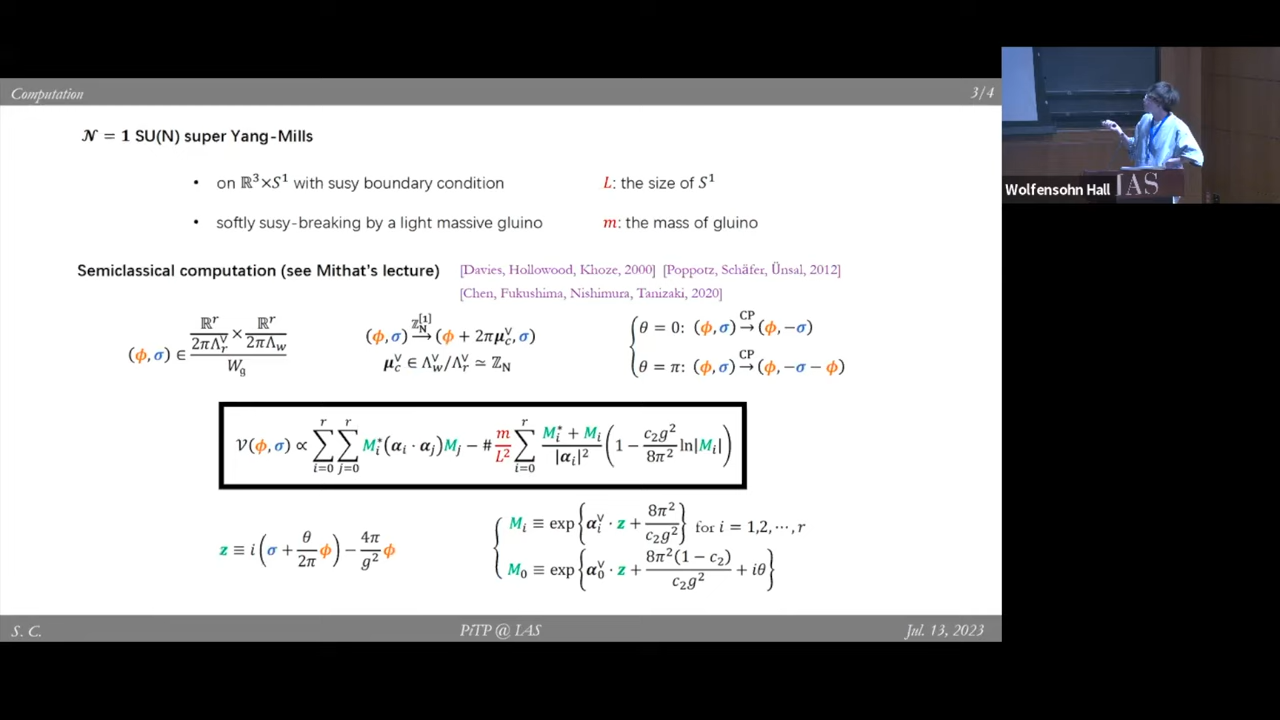 Computation 3/4
𝓝 = 1 SU(N) super Yang-Mills
• on ℝ³×S¹ with susy boundary condition L: the size of S¹
• softly susy-breaking by a light massive gluino m: the mass of gluino
Semiclassical computation (see Mithat's lecture) [Davies, Hollowood, Khoze, 2000] [Poppotz, Schäfer, Ünsal, 2012]
[Chen, Fukushima, Nishimura, Tanizaki, 2020]
(ϕ, σ) ∈ (ℝ^r/2πΛ_r^∨ × ℝ^r/2πΛ_w)/W_g
(ϕ, σ) →^{ℤ_N^{[1]}} (ϕ + 2πμ_c^∨, σ)
μ_c^∨ ∈ Λ_w^∨/Λ_r^∨ ≃ ℤ_N
{ θ = 0: (ϕ, σ) →^{CP} (ϕ, −σ)
θ = π: (ϕ, σ) →^{CP} (ϕ, −σ − ϕ)
𝒱(ϕ, σ) ∝ ∑_{i=0}^r ∑_{j=0}^r M_i^*(α_i · α_j)M_j − # m/L² ∑_{i=0}^r (M_i^* + M_i)/|α_i|² (1 − c₂g²/8π² ln|M_i|)
z ≡ i(σ + θ/2π ϕ) − 4π/g² ϕ
{ M_i ≡ exp{α_i^∨ · z + 8π²/c₂g²} for i = 1,2,⋯,r
M_0 ≡ exp{α_0^∨ · z + 8π²(1 − c₂)/c₂g² + iθ}
S. C. PiTP @ IAS Jul. 13, 2023
Wolfensohn Hall
IAS